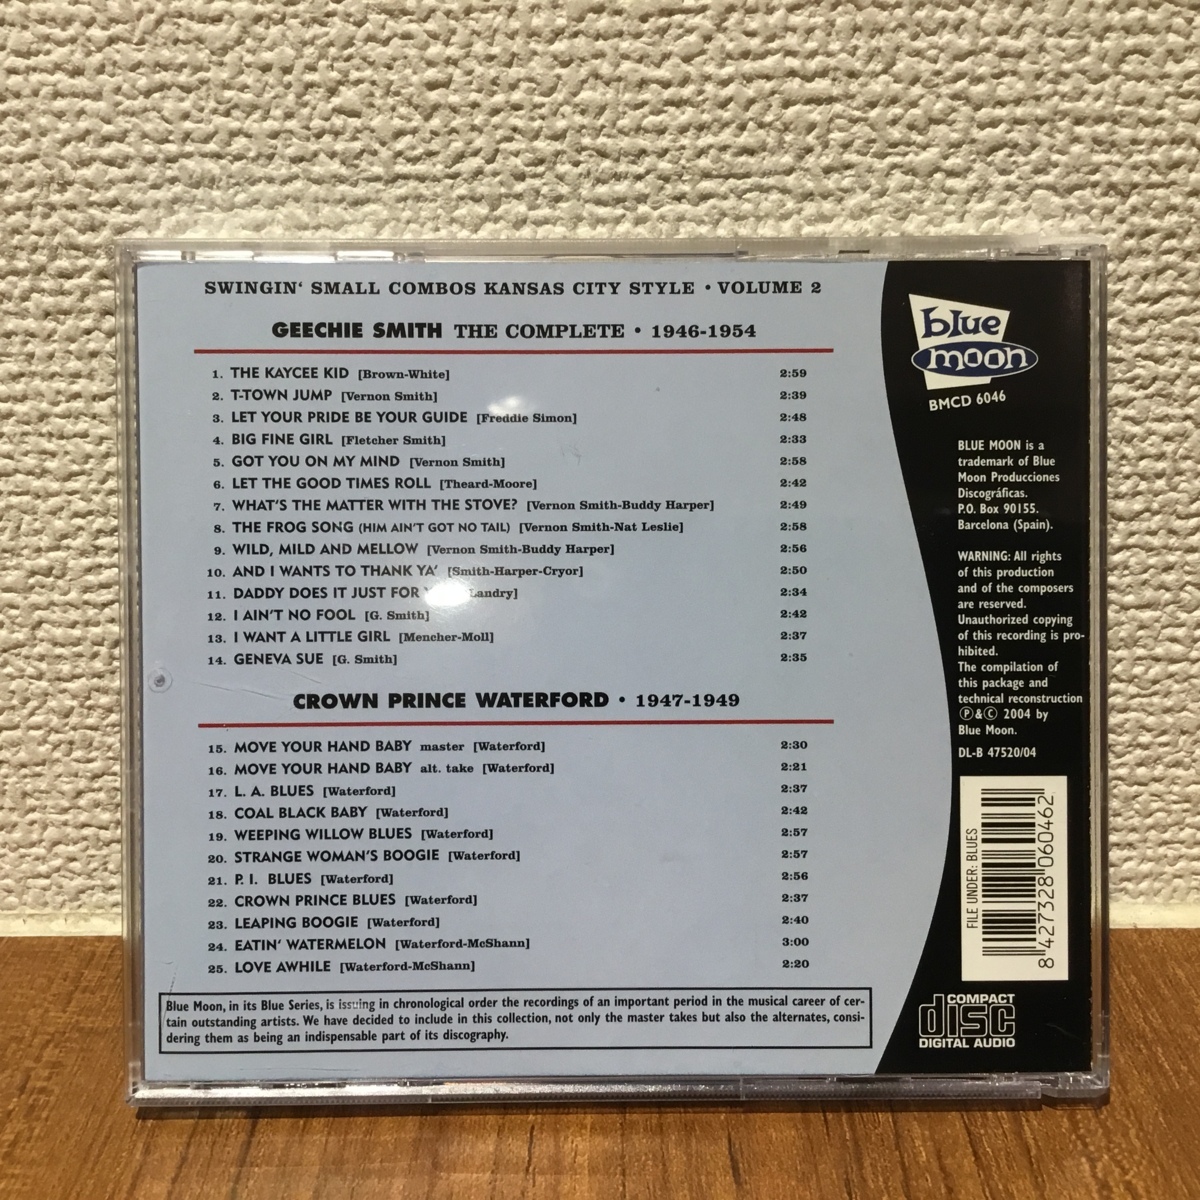 SWINGIN‘ SMALL COMBOS KANSAS CITY STYLE • VOLUME 2
GEECHIE SMITH THE COMPLETE • 1946-1954
1. THE KAYCEE KID [Brown-White] 2:59
2. T-TOWN JUMP [Vernon Smith] 2:39
3. LET YOUR PRIDE BE YOUR GUIDE [Freddie Simon] 2:48
4. BIG FINE GIRL [Fletcher Smith] 2:33
5. GOT YOU ON MY MIND [Vernon Smith] 2:58
6. LET THE GOOD TIMES ROLL [Theard-Moore] 2:42
7. WHAT'S THE MATTER WITH THE STOVE? [Vernon Smith-Buddy Harper] 2:49
8. THE FROG SONG (HIM AIN'T GOT NO TAIL) [Vernon Smith-Nat Leslie] 2:58
9. WILD, MILD AND MELLOW [Vernon Smith-Buddy Harper] 2:56
10. AND I WANTS TO THANK YA' [Smith-Harper-Cryor] 2:50
11. DADDY DOES IT JUST FOR Landry] 2:34
12. I AIN'T NO FOOL [G. Smith] 2:42
13. I WANT A LITTLE GIRL [Mencher-Moll] 2:37
14. GENEVA SUE [G. Smith] 2:35
CROWN PRINCE WATERFORD • 1947-1949
15. MOVE YOUR HAND BABY master [Waterford] 2:30
16. MOVE YOUR HAND BABY alt. take [Waterford] 2:21
17. L. A. BLUES [Waterford] 2:37
18. COAL BLACK BABY [Waterford] 2:42
19. WEEPING WILLOW BLUES [Waterford] 2:57
20. STRANGE WOMAN'S BOOGIE [Waterford] 2:57
21. P. I. BLUES [Waterford] 2:56
22. CROWN PRINCE BLUES [Waterford] 2:37
23. LEAPING BOOGIE [Waterford] 2:40
24. EATIN' WATERMELON [Waterford-McShann] 3:00
25. LOVE AWHILE [Waterford-McShann] 2:20
Blue Moon, in its Blue Series, is issuing in chronological order the recordings of an important period in the musical career of cer-
tain outstanding artists. We have decided to include in this collection, not only the master takes but also the alternates, consi-
dering them as being an indispensable part of its discography.
blue
moon
BMCD 6046
BLUE MOON is a
trademark of Blue
Moon Producciones
Discográficas.
P.O. Box 90155.
Barcelona (Spain).
WARNING: All rights
of this production
and of the composers
are reserved.
Unauthorized copying
of this recording is pro-
hibited.
The compilation of
this package and
technical reconstruction
Ⓟ&Ⓒ 2004 by
Blue Moon.
DL-B 47520/04
FILE UNDER: BLUES
8 427328 060462
COMPACT
disc
DIGITAL AUDIO